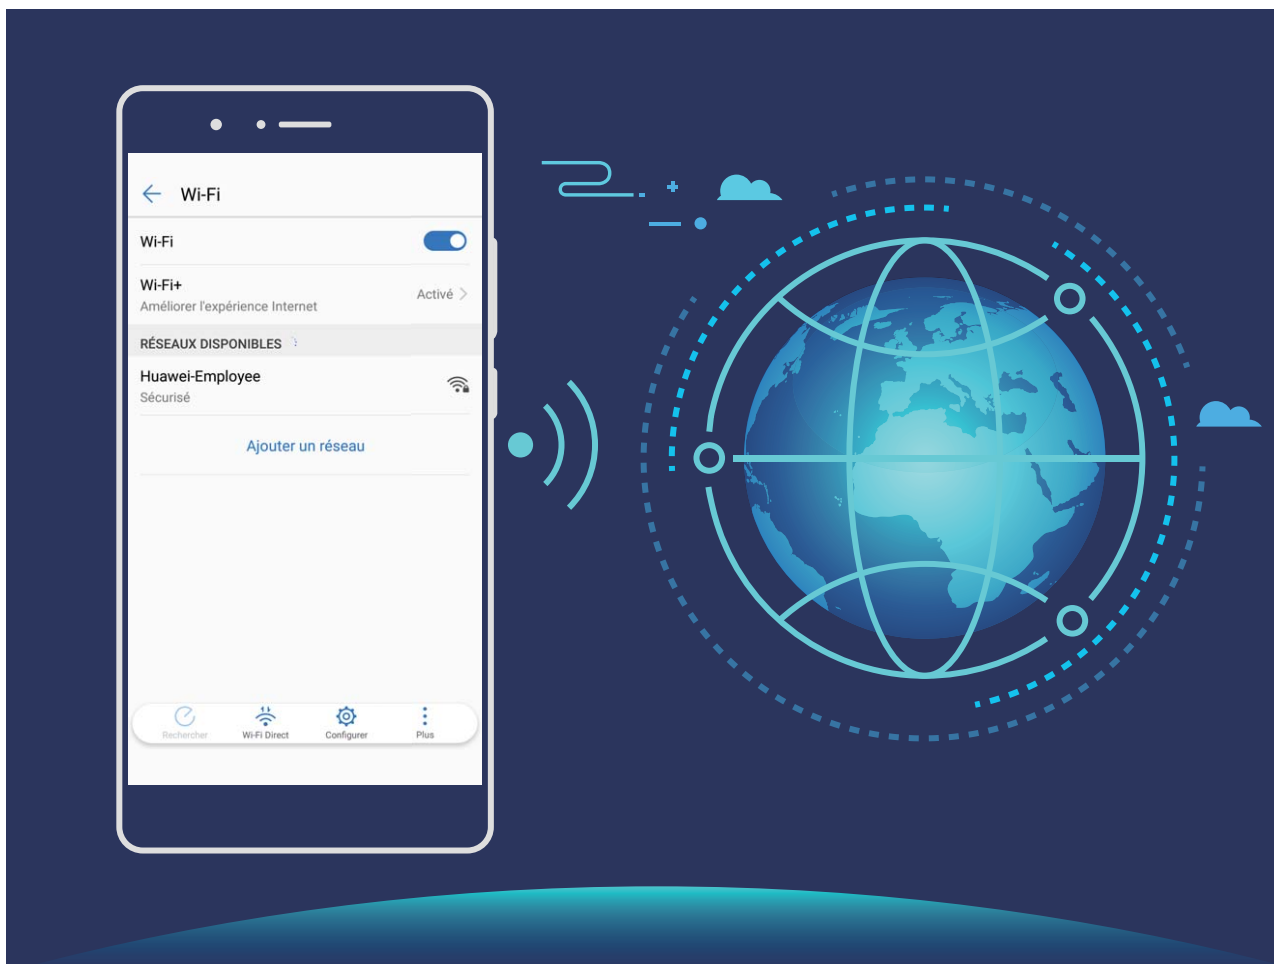 Wi-Fi
Wi-Fi
Wi-Fi+
Améliorer l'expérience Internet
Activé
RÉSEAUX DISPONIBLES
Huawei-Employee
Sécurisé
Ajouter un réseau
Rechercher
Wi-Fi Direct
Configurer
Plus